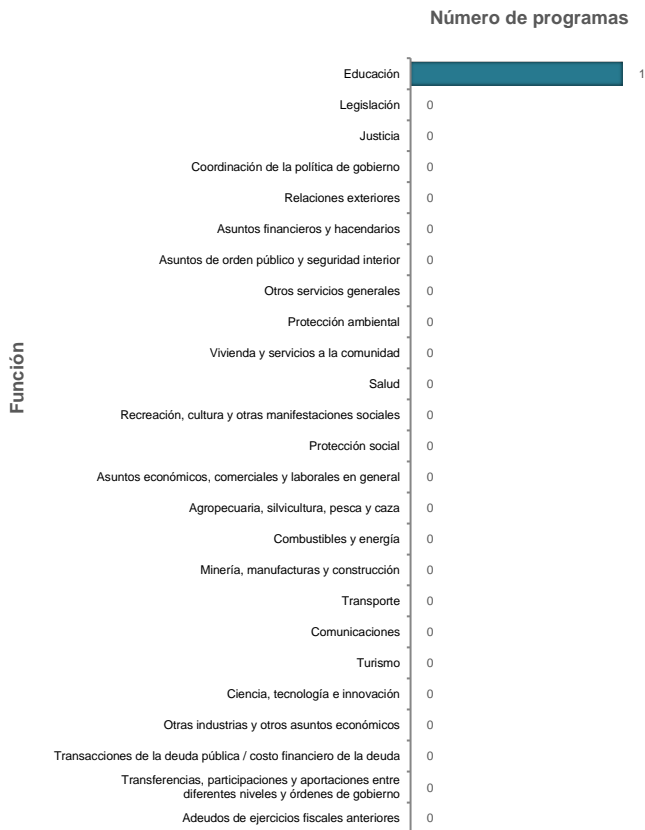 Número de programas
Función
Educación 1
Legislación 0
Justicia 0
Coordinación de la política de gobierno 0
Relaciones exteriores 0
Asuntos financieros y hacendarios 0
Asuntos de orden público y seguridad interior 0
Otros servicios generales 0
Protección ambiental 0
Vivienda y servicios a la comunidad 0
Salud 0
Recreación, cultura y otras manifestaciones sociales 0
Protección social 0
Asuntos económicos, comerciales y laborales en general 0
Agropecuaria, silvicultura, pesca y caza 0
Combustibles y energía 0
Minería, manufacturas y construcción 0
Transporte 0
Comunicaciones 0
Turismo 0
Ciencia, tecnología e innovación 0
Otras industrias y otros asuntos económicos 0
Transacciones de la deuda pública / costo financiero de la deuda 0
Transferencias, participaciones y aportaciones entre
diferentes niveles y órdenes de gobierno 0
Adeudos de ejercicios fiscales anteriores 0